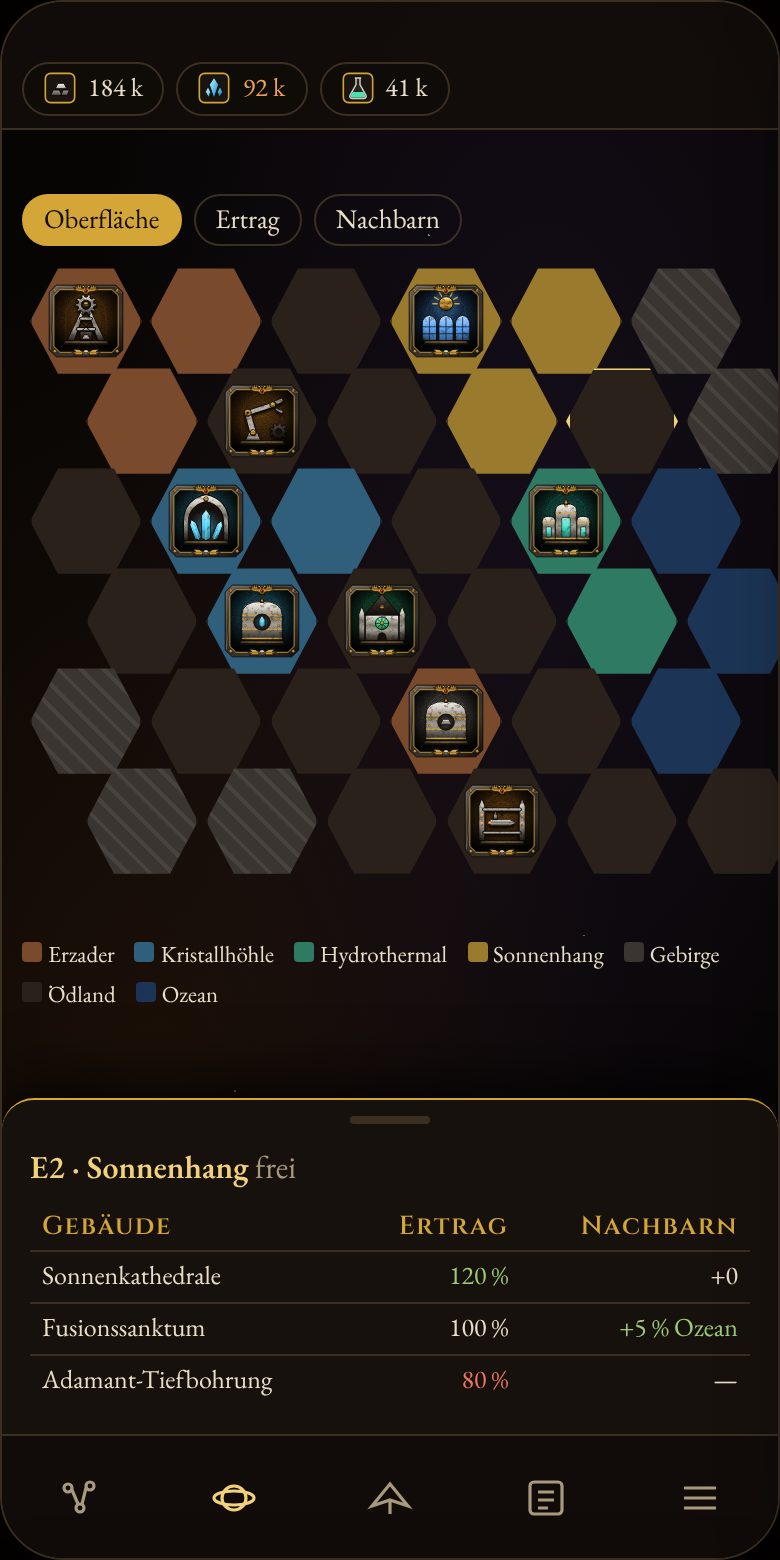 184 k 92 k 41 k
Oberfläche Ertrag Nachbarn
Erzader Kristallhöhle Hydrothermal Sonnenhang Gebirge
Ödland Ozean
E2 · Sonnenhang frei
GEBÄUDE ERTRAG NACHBARN
Sonnenkathedrale 120 % +0
Fusionssanktum 100 % +5 % Ozean
Adamant-Tiefbohrung 80 % —